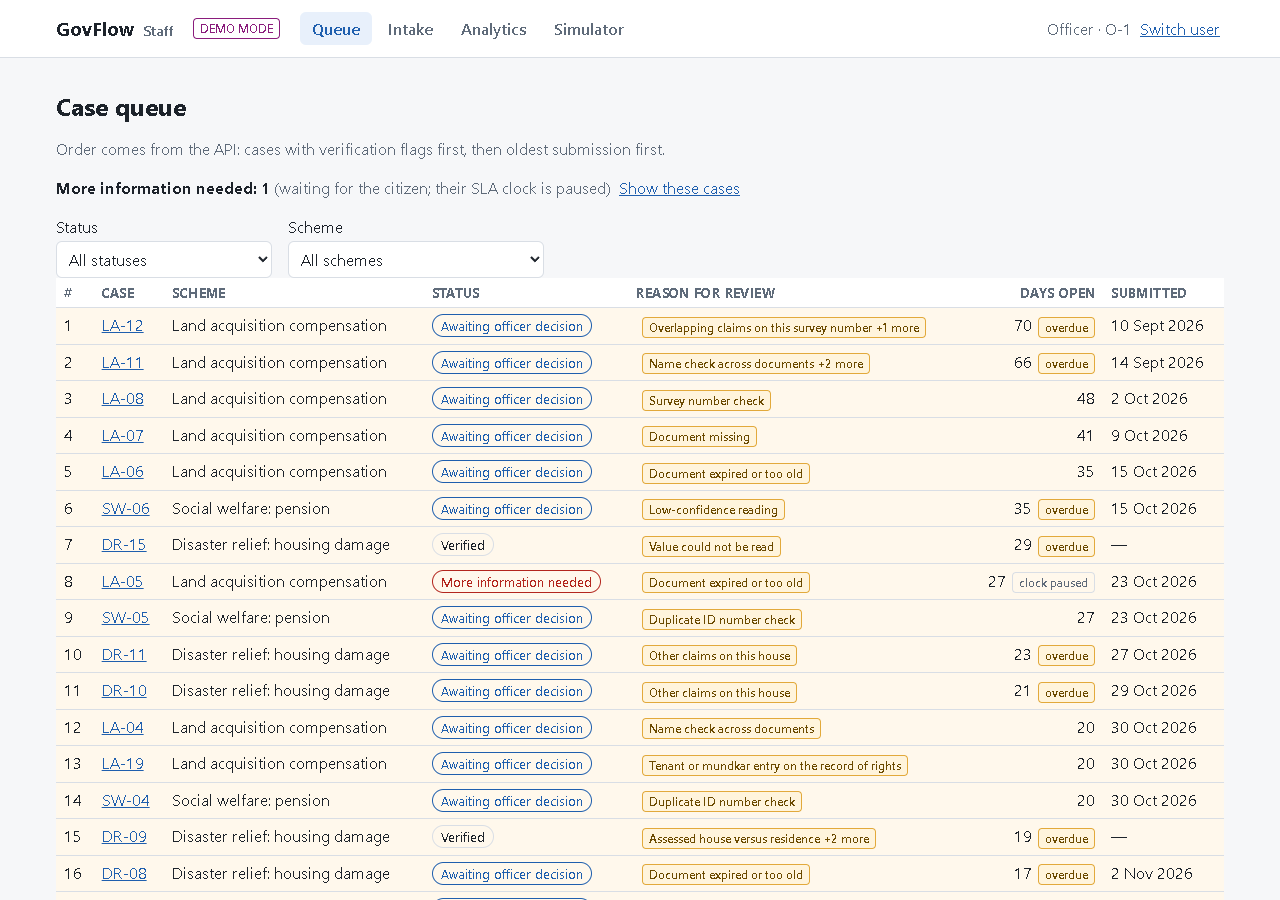 GovFlow Staff DEMO MODE Queue Intake Analytics Simulator Officer · O-1 Switch user
Case queue
Order comes from the API: cases with verification flags first, then oldest submission first.
More information needed: 1 (waiting for the citizen; their SLA clock is paused) Show these cases
Status Scheme
All statuses All schemes
# CASE SCHEME STATUS REASON FOR REVIEW DAYS OPEN SUBMITTED
1 LA-12 Land acquisition compensation Awaiting officer decision Overlapping claims on this survey number +1 more 70 overdue 10 Sept 2026
2 LA-11 Land acquisition compensation Awaiting officer decision Name check across documents +2 more 66 overdue 14 Sept 2026
3 LA-08 Land acquisition compensation Awaiting officer decision Survey number check 48 2 Oct 2026
4 LA-07 Land acquisition compensation Awaiting officer decision Document missing 41 9 Oct 2026
5 LA-06 Land acquisition compensation Awaiting officer decision Document expired or too old 35 15 Oct 2026
6 SW-06 Social welfare: pension Awaiting officer decision Low-confidence reading 35 overdue 15 Oct 2026
7 DR-15 Disaster relief: housing damage Verified Value could not be read 29 overdue —
8 LA-05 Land acquisition compensation More information needed Document expired or too old 27 clock paused 23 Oct 2026
9 SW-05 Social welfare: pension Awaiting officer decision Duplicate ID number check 27 23 Oct 2026
10 DR-11 Disaster relief: housing damage Awaiting officer decision Other claims on this house 23 overdue 27 Oct 2026
11 DR-10 Disaster relief: housing damage Awaiting officer decision Other claims on this house 21 overdue 29 Oct 2026
12 LA-04 Land acquisition compensation Awaiting officer decision Name check across documents 20 30 Oct 2026
13 LA-19 Land acquisition compensation Awaiting officer decision Tenant or mundkar entry on the record of rights 20 30 Oct 2026
14 SW-04 Social welfare: pension Awaiting officer decision Duplicate ID number check 20 30 Oct 2026
15 DR-09 Disaster relief: housing damage Verified Assessed house versus residence +2 more 19 overdue —
16 DR-08 Disaster relief: housing damage Awaiting officer decision Document expired or too old 17 overdue 2 Nov 2026